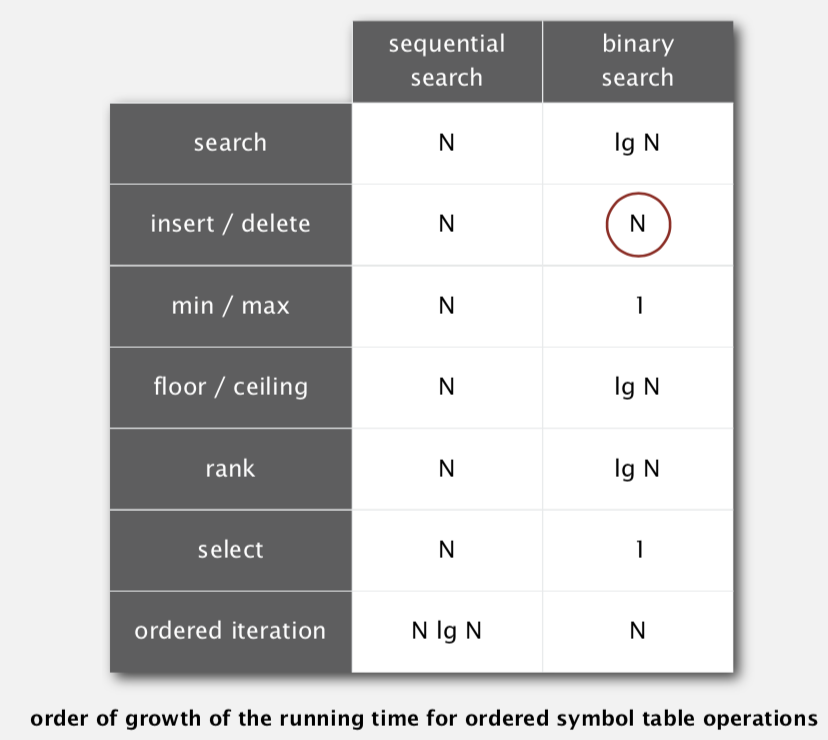 sequential search binary search
search N lg N
insert / delete N N
min / max N 1
floor / ceiling N lg N
rank N lg N
select N 1
ordered iteration N lg N N
order of growth of the running time for ordered symbol table operations